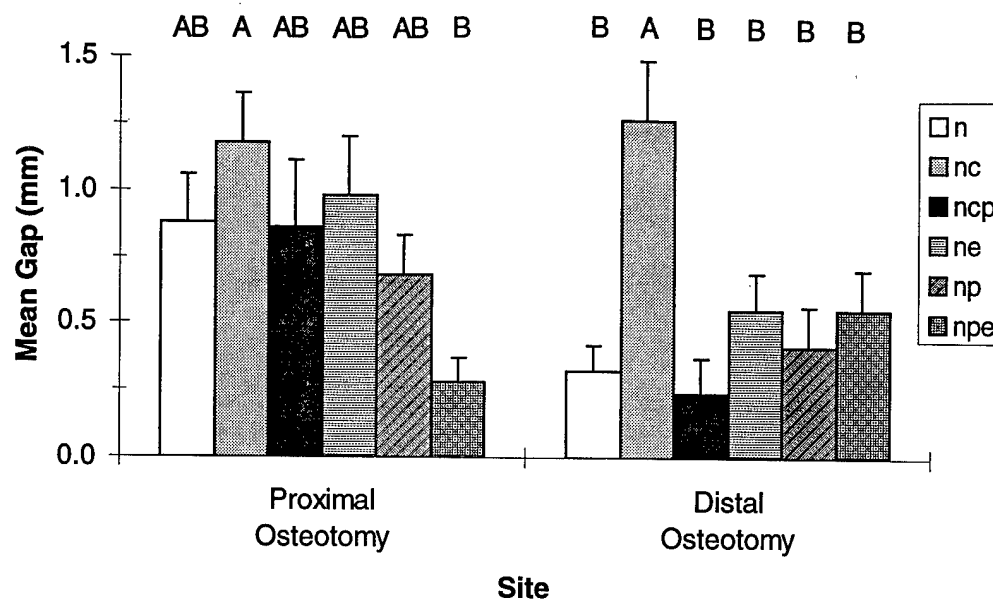 AB A AB AB AB B B A B B B B
1.5
1.0
0.5
0.0
Mean Gap (mm)
n
nc
ncp
ne
np
npe
Proximal
Osteotomy
Distal
Osteotomy
Site